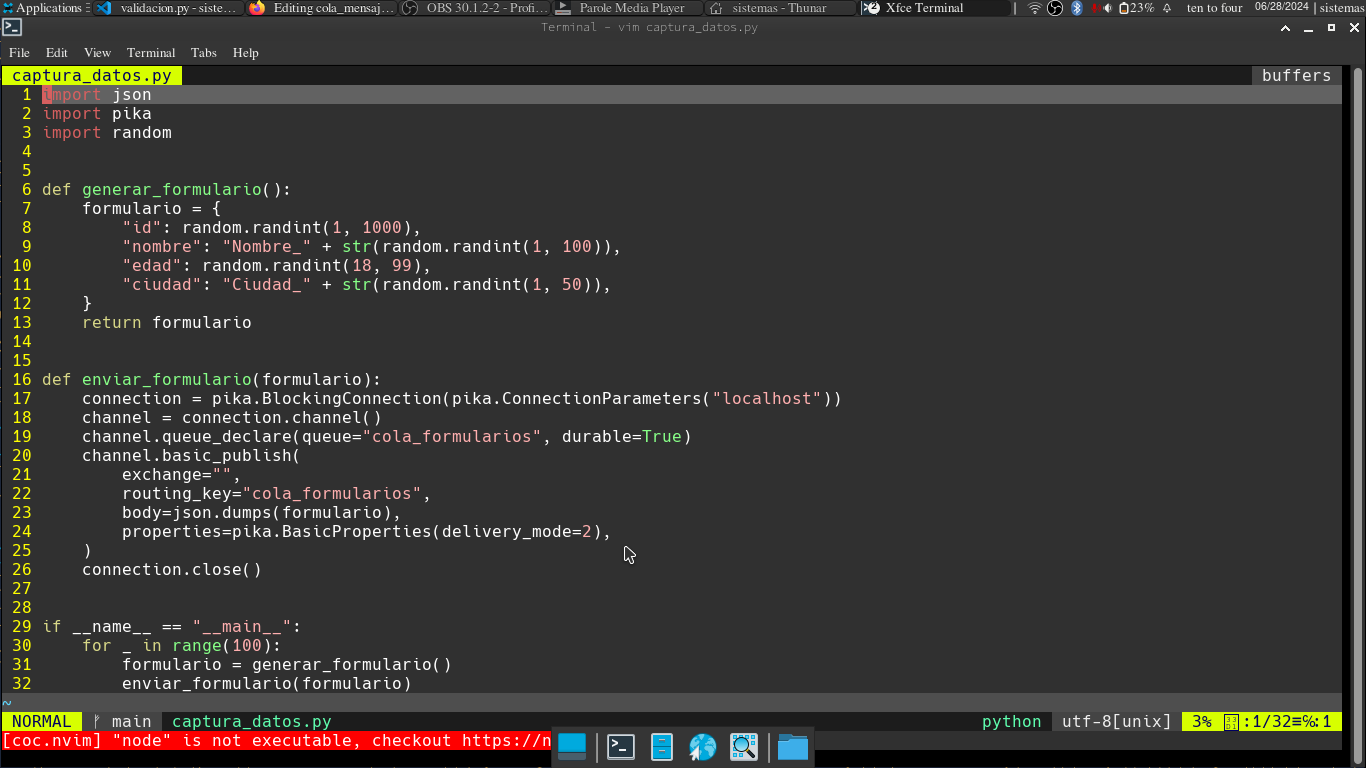 Applications validacion.py - siste... Editing cola_mensaj... OBS 30.1.2-2 - Profi... Parole Media Player sistemas - Thunar Xfce Terminal 23% ten to four 06/28/2024 sistemas
Terminal - vim captura_datos.py
File Edit View Terminal Tabs Help
captura_datos.py buffers
1 import json
2 import pika
3 import random
4
5
6 def generar_formulario():
7     formulario = {
8         "id": random.randint(1, 1000),
9         "nombre": "Nombre_" + str(random.randint(1, 100)),
10         "edad": random.randint(18, 99),
11         "ciudad": "Ciudad_" + str(random.randint(1, 50)),
12     }
13     return formulario
14
15
16 def enviar_formulario(formulario):
17     connection = pika.BlockingConnection(pika.ConnectionParameters("localhost"))
18     channel = connection.channel()
19     channel.queue_declare(queue="cola_formularios", durable=True)
20     channel.basic_publish(
21         exchange="",
22         routing_key="cola_formularios",
23         body=json.dumps(formulario),
24         properties=pika.BasicProperties(delivery_mode=2),
25     )
26     connection.close()
27
28
29 if __name__ == "__main__":
30     for _ in range(100):
31         formulario = generar_formulario()
32         enviar_formulario(formulario)
~
NORMAL main captura_datos.py python utf-8[unix] 3% :1/32≡℅:1
[coc.nvim] "node" is not executable, checkout https://n